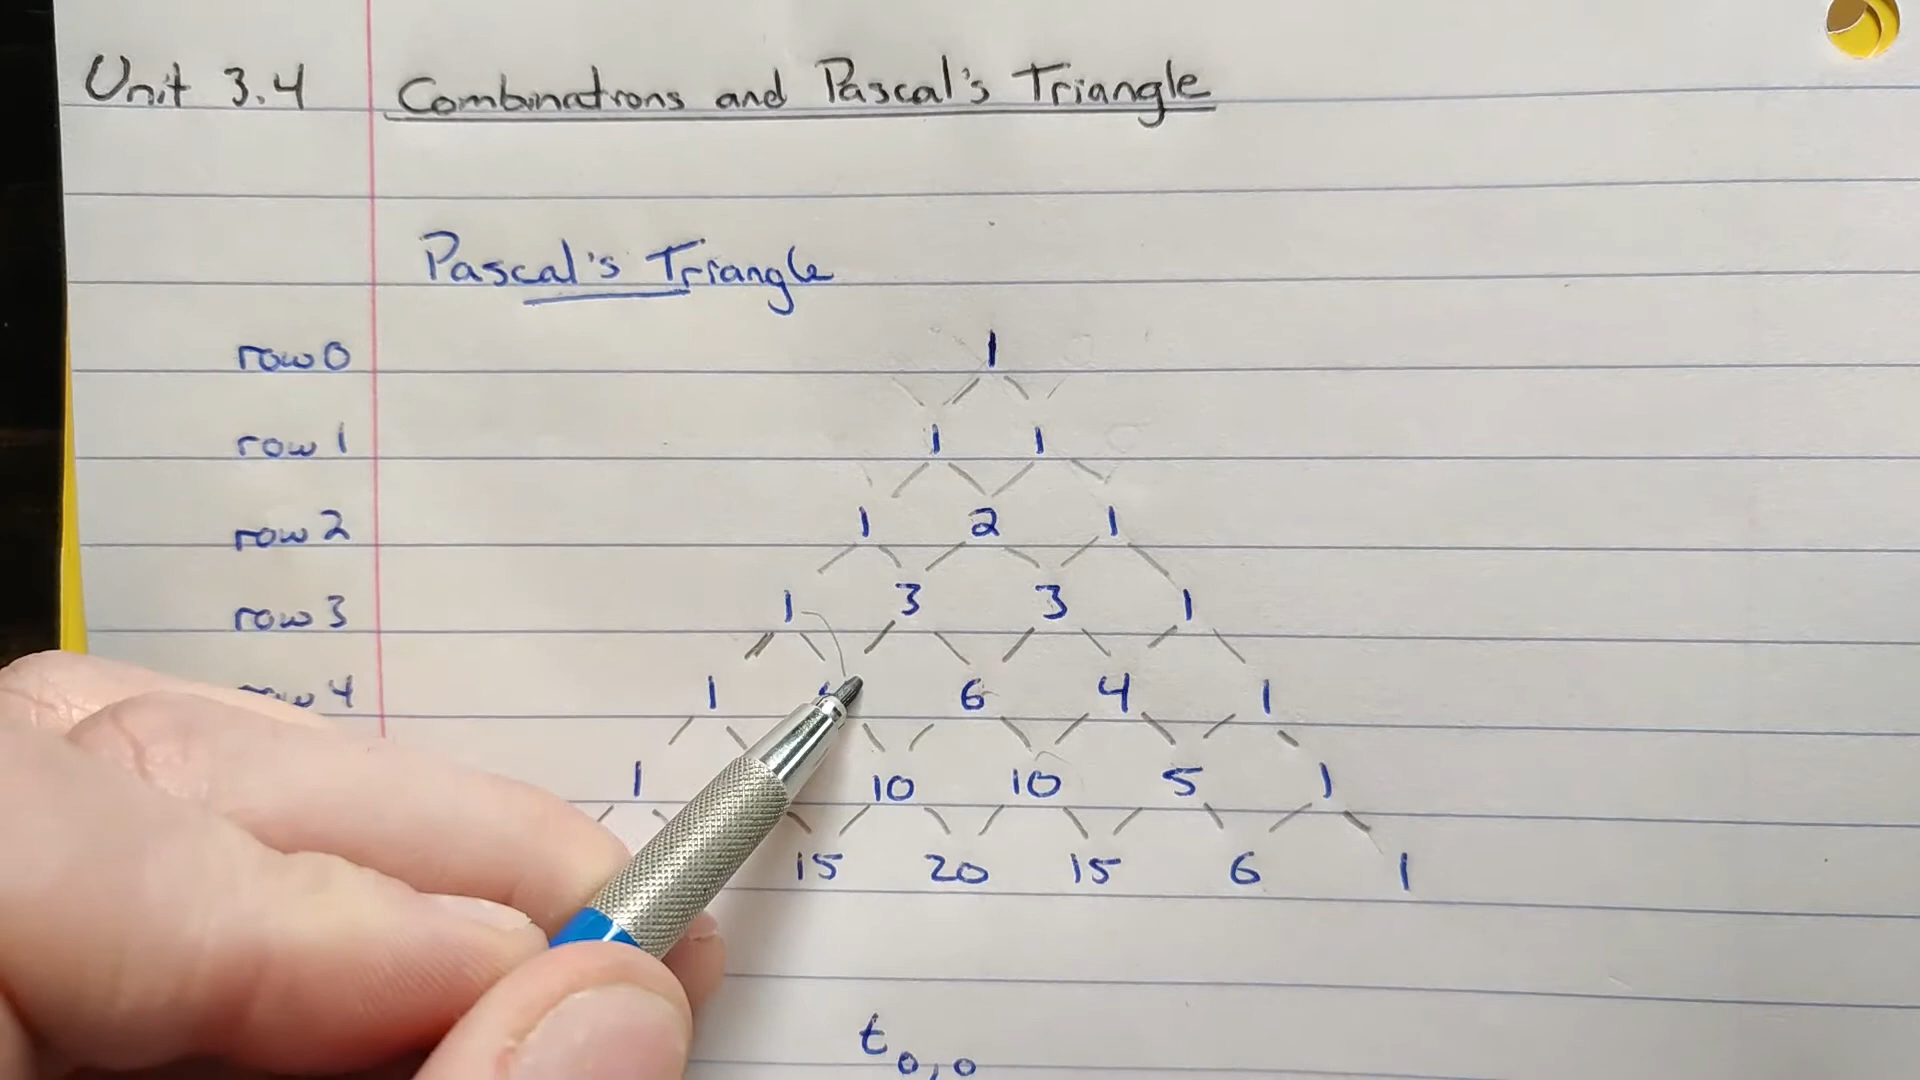 Unit 3.4 Combinatrons and Pascal's Triangle
Pascal's Triangle
row 0 1
row 1 1 1
row 2 1 2 1
row 3 1 3 3 1
4 1 6 4 1
1 10 10 5 1
15 20 15 6 1
t0,0